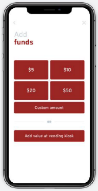 Add
funds
$5
$10
$20
$50
Custom amount
or
Add value at vending kiosk